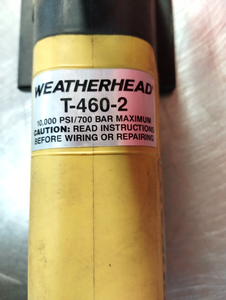 WEATHERHEAD®
T-460-2
10,000 PSI/700 BAR MAXIMUM
CAUTION: READ INSTRUCTIONS
BEFORE WIRING OR REPAIRING